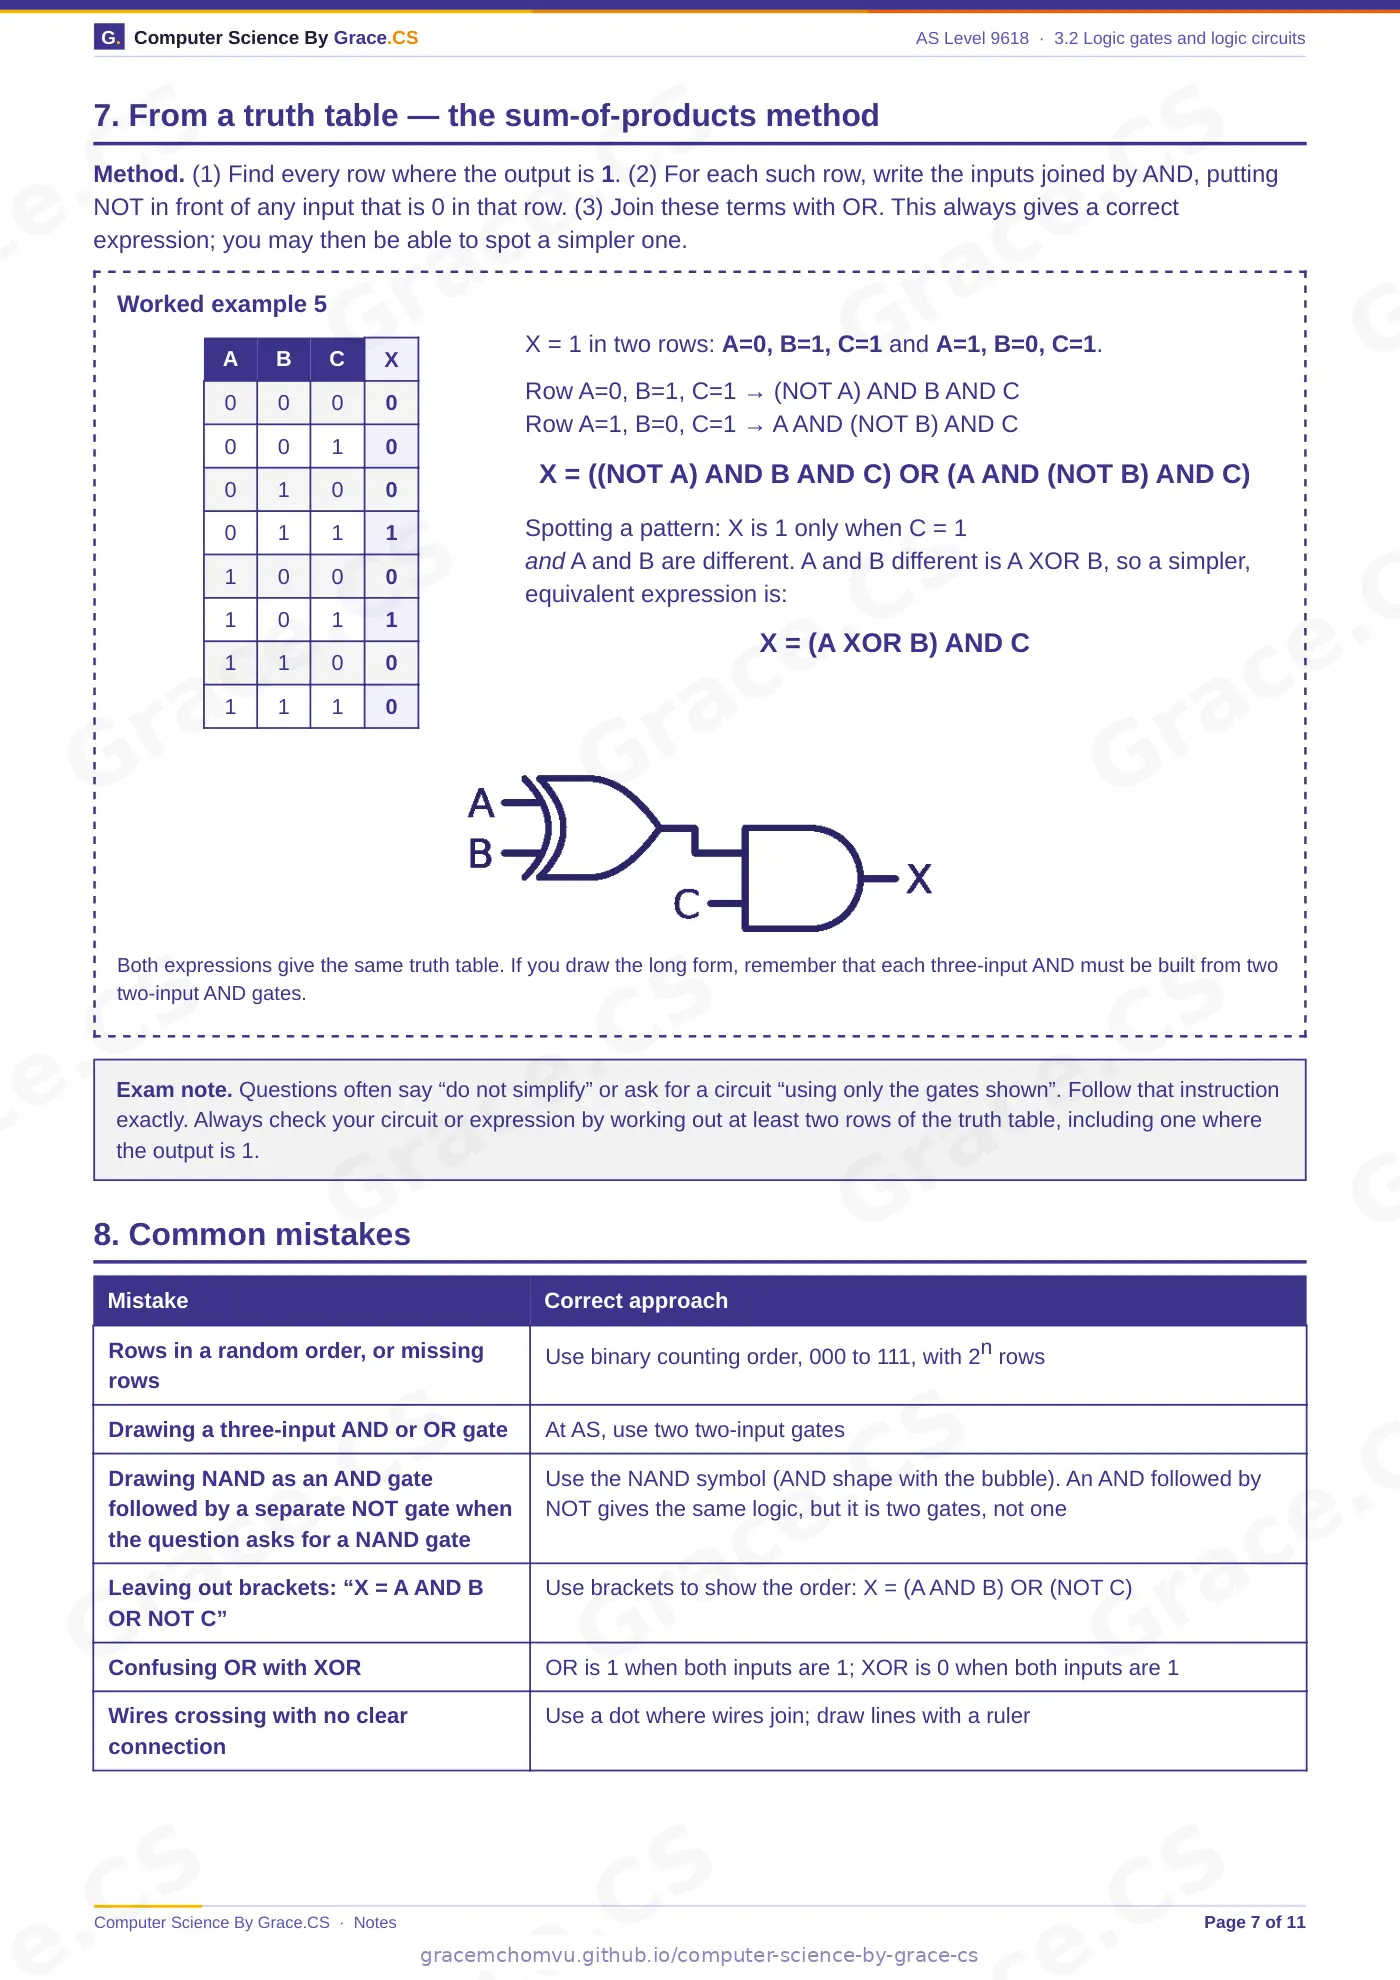 G. Computer Science By Grace.CS
AS Level 9618 · 3.2 Logic gates and logic circuits
7. From a truth table — the sum-of-products method
Method. (1) Find every row where the output is 1. (2) For each such row, write the inputs joined by AND, putting
NOT in front of any input that is 0 in that row. (3) Join these terms with OR. This always gives a correct
expression; you may then be able to spot a simpler one.
Worked example 5
A B C X
0 0 0 0
0 0 1 0
0 1 0 0
0 1 1 1
1 0 0 0
1 0 1 1
1 1 0 0
1 1 1 0
X = 1 in two rows: A=0, B=1, C=1 and A=1, B=0, C=1.
Row A=0, B=1, C=1 → (NOT A) AND B AND C
Row A=1, B=0, C=1 → A AND (NOT B) AND C
X = ((NOT A) AND B AND C) OR (A AND (NOT B) AND C)
Spotting a pattern: X is 1 only when C = 1
and A and B are different. A and B different is A XOR B, so a simpler,
equivalent expression is:
X = (A XOR B) AND C
A
B
C
X
Both expressions give the same truth table. If you draw the long form, remember that each three-input AND must be built from two
two-input AND gates.
Exam note. Questions often say “do not simplify” or ask for a circuit “using only the gates shown”. Follow that instruction
exactly. Always check your circuit or expression by working out at least two rows of the truth table, including one where
the output is 1.
8. Common mistakes
Mistake
Correct approach
Rows in a random order, or missing
rows
Use binary counting order, 000 to 111, with 2ⁿ rows
Drawing a three-input AND or OR gate
At AS, use two two-input gates
Drawing NAND as an AND gate
followed by a separate NOT gate when
the question asks for a NAND gate
Use the NAND symbol (AND shape with the bubble). An AND followed by
NOT gives the same logic, but it is two gates, not one
Leaving out brackets: “X = A AND B
OR NOT C”
Use brackets to show the order: X = (A AND B) OR (NOT C)
Confusing OR with XOR
OR is 1 when both inputs are 1; XOR is 0 when both inputs are 1
Wires crossing with no clear
connection
Use a dot where wires join; draw lines with a ruler
Computer Science By Grace.CS · Notes
Page 7 of 11
gracemchomvu.github.io/computer-science-by-grace-cs